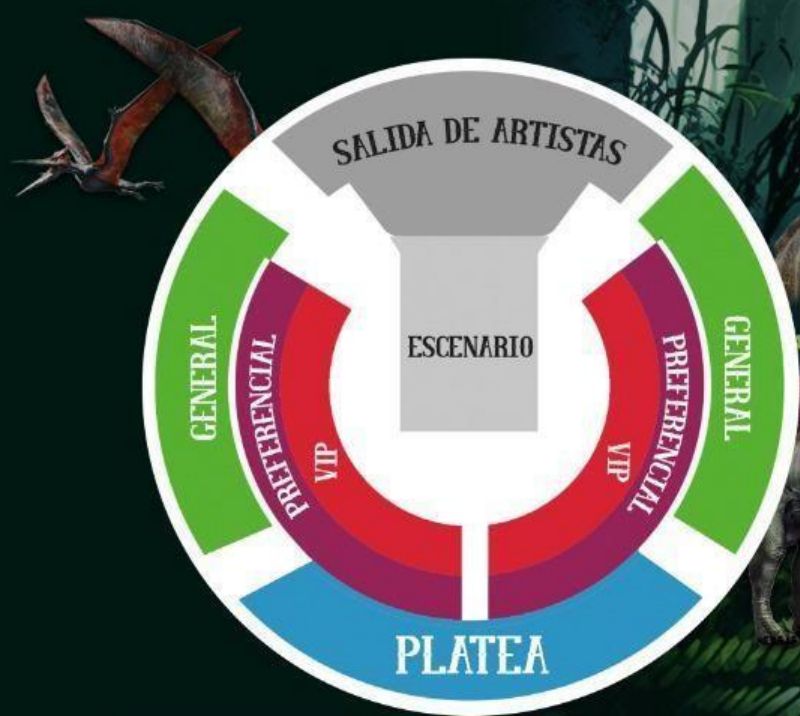 SALIDA DE ARTISTAS
ESCENARIO
GENERAL
PREFERENCIAL
VIP
VIP
PREFERENCIAL
GENERAL
PLATEA